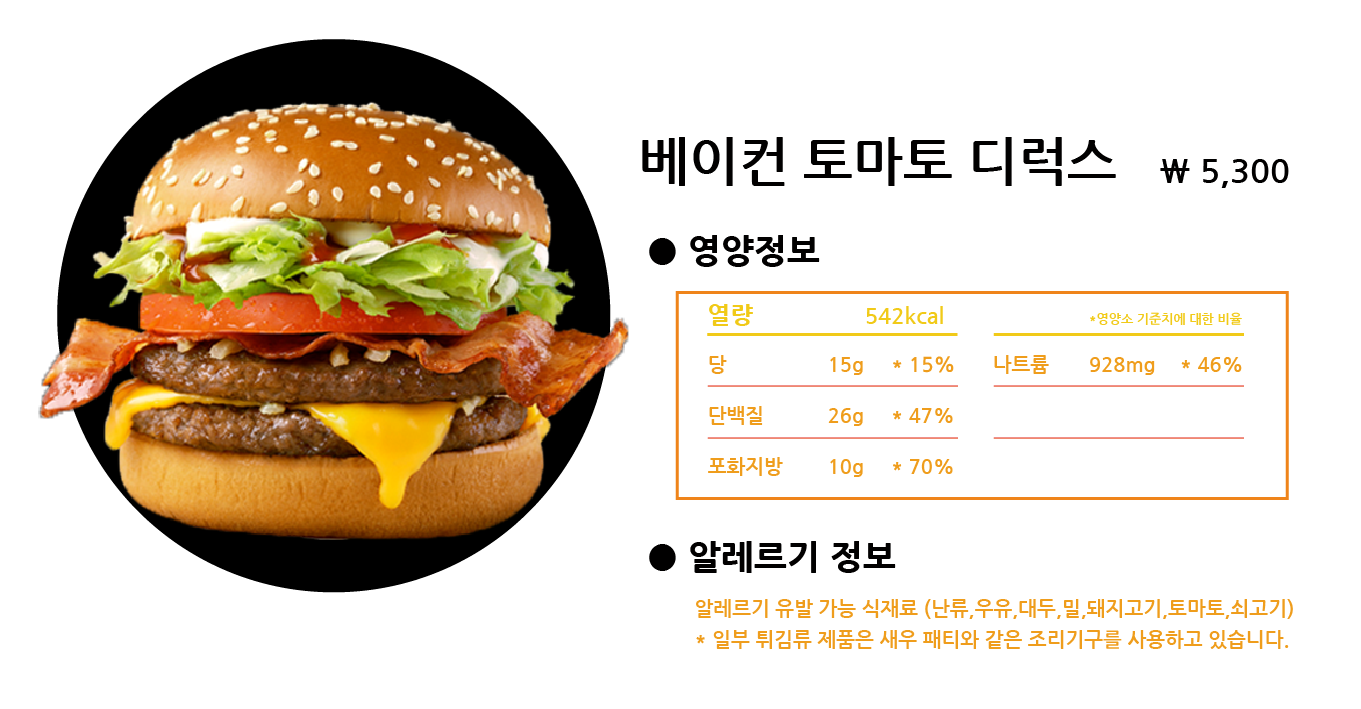 베이컨 토마토 디럭스 ₩ 5,300
● 영양정보
열량 542kcal *영양소 기준치에 대한 비율
당 15g * 15% 나트륨 928mg * 46%
단백질 26g * 47%
포화지방 10g * 70%
● 알레르기 정보
알레르기 유발 가능 식재료 (난류,우유,대두,밀,돼지고기,토마토,쇠고기)
* 일부 튀김류 제품은 새우 패티와 같은 조리기구를 사용하고 있습니다.